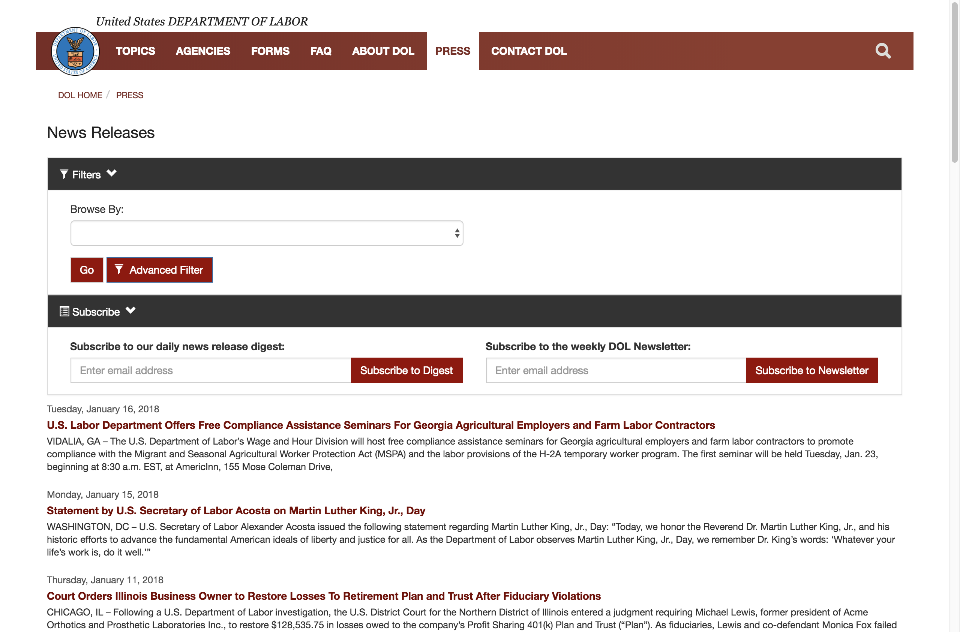 United States DEPARTMENT OF LABOR
TOPICS AGENCIES FORMS FAQ ABOUT DOL PRESS CONTACT DOL
DOL HOME / PRESS
News Releases
Filters
Browse By:
Go Advanced Filter
Subscribe
Subscribe to our daily news release digest: Subscribe to the weekly DOL Newsletter:
Enter email address Subscribe to Digest Enter email address Subscribe to Newsletter
Tuesday, January 16, 2018
U.S. Labor Department Offers Free Compliance Assistance Seminars For Georgia Agricultural Employers and Farm Labor Contractors
VIDALIA, GA – The U.S. Department of Labor's Wage and Hour Division will host free compliance assistance seminars for Georgia agricultural employers and farm labor contractors to promote
compliance with the Migrant and Seasonal Agricultural Worker Protection Act (MSPA) and the labor provisions of the H-2A temporary worker program. The first seminar will be held Tuesday, Jan. 23,
beginning at 8:30 a.m. EST, at AmericInn, 155 Mose Coleman Drive,
Monday, January 15, 2018
Statement by U.S. Secretary of Labor Acosta on Martin Luther King, Jr., Day
WASHINGTON, DC – U.S. Secretary of Labor Alexander Acosta issued the following statement regarding Martin Luther King, Jr., Day: "Today, we honor the Reverend Dr. Martin Luther King, Jr., and his
historic efforts to advance the fundamental American ideals of liberty and justice for all. As the Department of Labor observes Martin Luther King, Jr., Day, we remember Dr. King's words: 'Whatever your
life's work is, do it well.'"
Thursday, January 11, 2018
Court Orders Illinois Business Owner to Restore Losses To Retirement Plan and Trust After Fiduciary Violations
CHICAGO, IL – Following a U.S. Department of Labor investigation, the U.S. District Court for the Northern District of Illinois entered a judgment requiring Michael Lewis, former president of Acme
Orthotics and Prosthetic Laboratories Inc., to restore $128,535.75 in losses owed to the company's Profit Sharing 401(k) Plan and Trust ("Plan"). As fiduciaries, Lewis and co-defendant Monica Fox failed